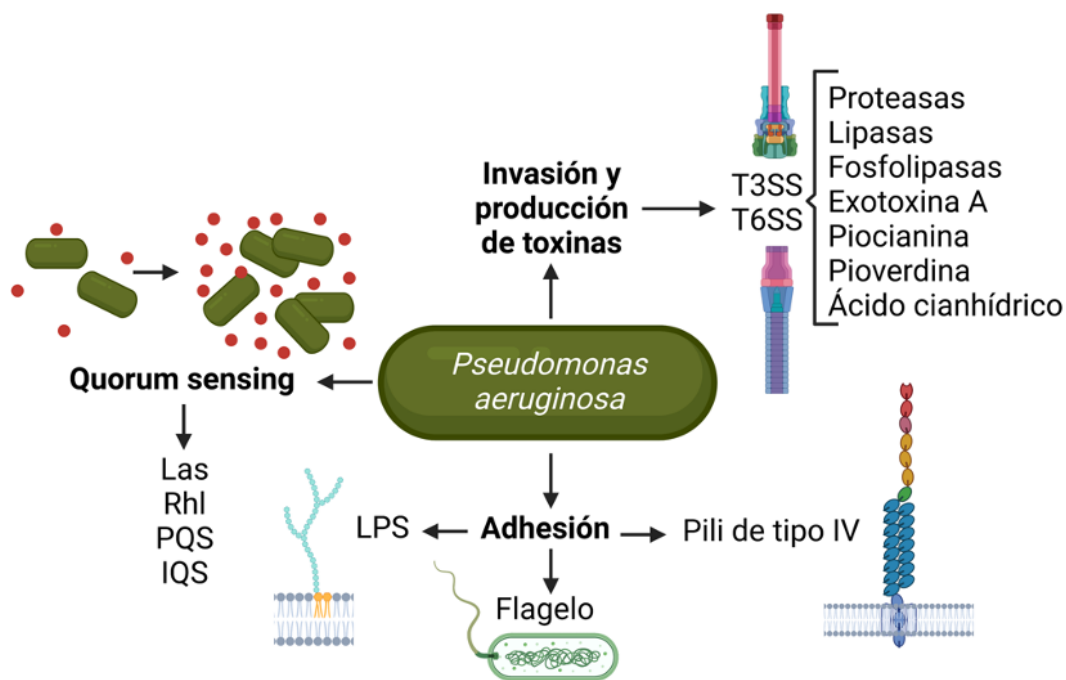 Invasión y
producción
de toxinas
T3SS
T6SS
Proteasas
Lipasas
Fosfolipasas
Exotoxina A
Piocianina
Pioverdina
Ácido cianhídrico
Pseudomonas
aeruginosa
Quorum sensing
Las
Rhl
PQS
IQS
LPS
Adhesión
Pili de tipo IV
Flagelo